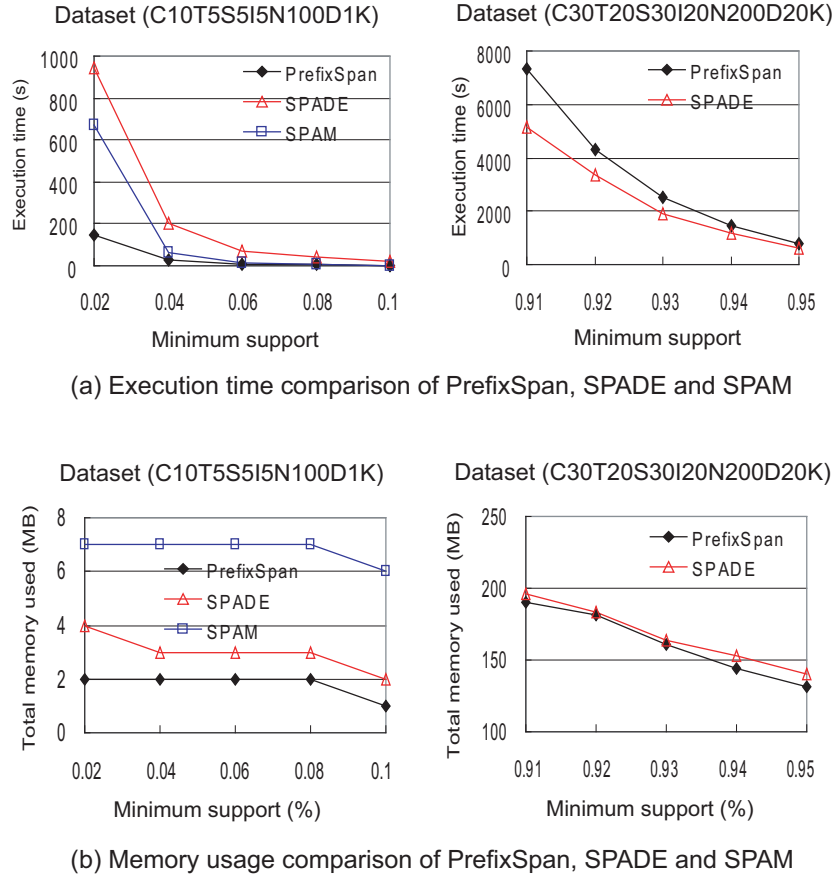 Dataset (C10T5S5I5N100D1K)
Execution time (s)
1000
800
600
400
200
0
PrefixSpan
SPADE
SPAM
0.02 0.04 0.06 0.08 0.1
Minimum support
Dataset (C30T20S30I20N200D20K)
Execution time (s)
8000
6000
4000
2000
0
PrefixSpan
SPADE
0.91 0.92 0.93 0.94 0.95
Minimum support
(a) Execution time comparison of PrefixSpan, SPADE and SPAM
Dataset (C10T5S5I5N100D1K)
Total memory used (MB)
8
6
4
2
0
PrefixSpan
SPADE
SPAM
0.02 0.04 0.06 0.08 0.1
Minimum support (%)
Dataset (C30T20S30I20N200D20K)
Total memory used (MB)
250
200
150
100
PrefixSpan
SPADE
0.91 0.92 0.93 0.94 0.95
Minimum support (%)
(b) Memory usage comparison of PrefixSpan, SPADE and SPAM